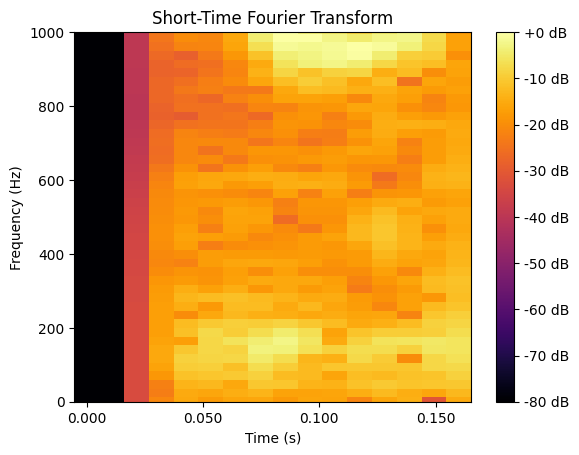 Short-Time Fourier Transform
1000
800
600
400
200
0
Frequency (Hz)
0.000
0.050
0.100
0.150
Time (s)
+0 dB
-10 dB
-20 dB
-30 dB
-40 dB
-50 dB
-60 dB
-70 dB
-80 dB